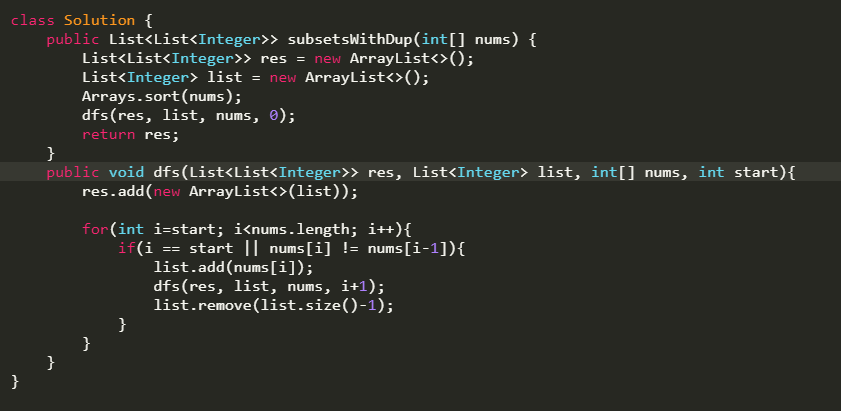 class Solution {
    public List<List<Integer>> subsetsWithDup(int[] nums) {
        List<List<Integer>> res = new ArrayList<>();
        List<Integer> list = new ArrayList<>();
        Arrays.sort(nums);
        dfs(res, list, nums, 0);
        return res;
    }
    public void dfs(List<List<Integer>> res, List<Integer> list, int[] nums, int start){
        res.add(new ArrayList<>(list));

        for(int i=start; i<nums.length; i++){
            if(i == start || nums[i] != nums[i-1]){
                list.add(nums[i]);
                dfs(res, list, nums, i+1);
                list.remove(list.size()-1);
            }
        }
    }
}